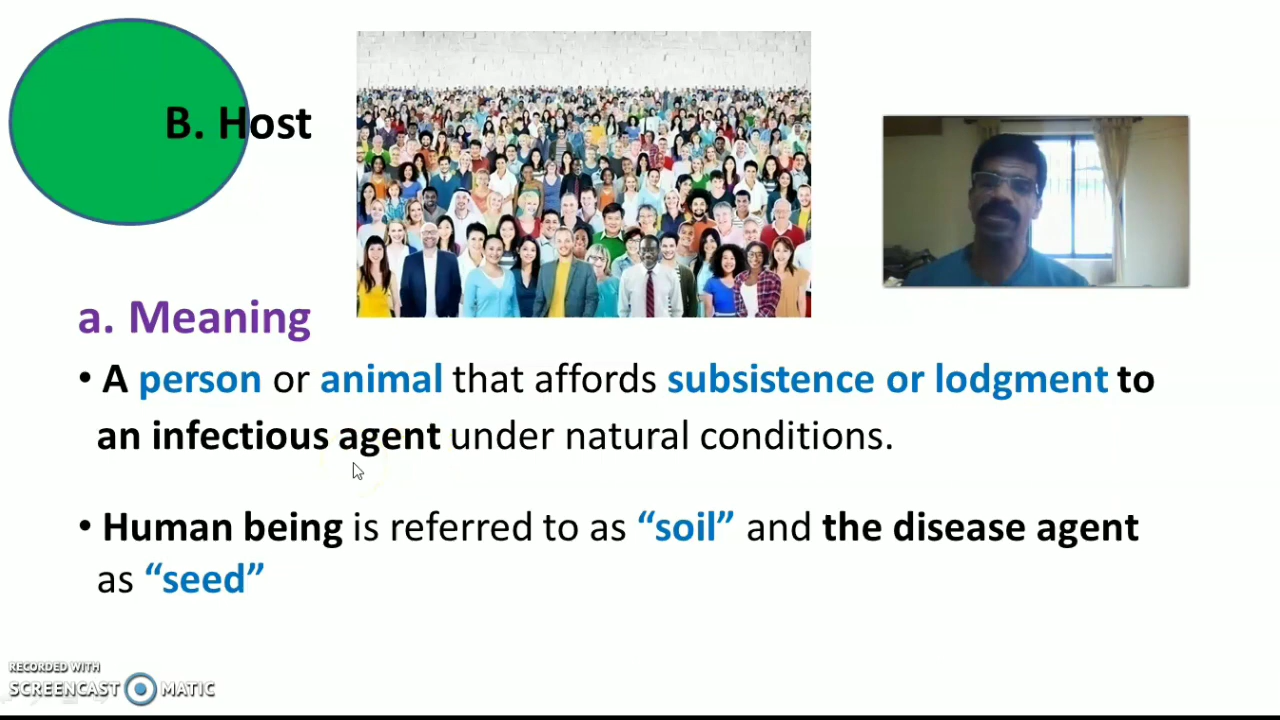 B. Host
a. Meaning
• A person or animal that affords subsistence or lodgment to
an infectious agent under natural conditions.
• Human being is referred to as “soil” and the disease agent
as “seed”
RECORDED WITH
SCREENCAST MATIC